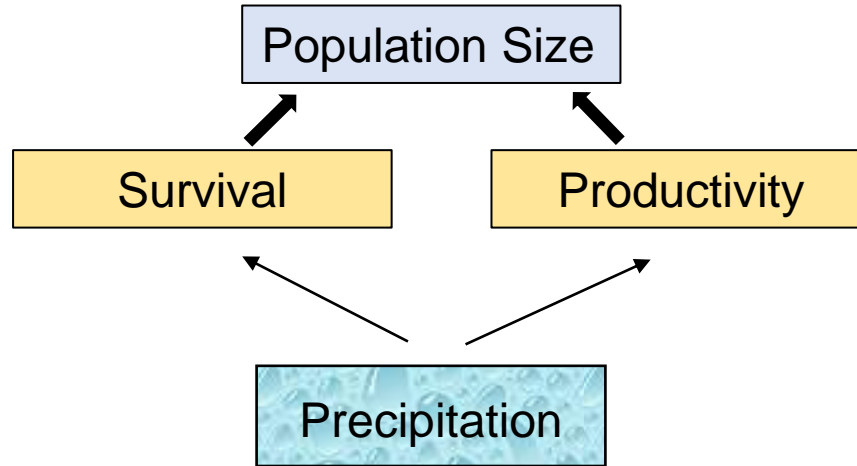 Population Size
Survival
Productivity
Precipitation